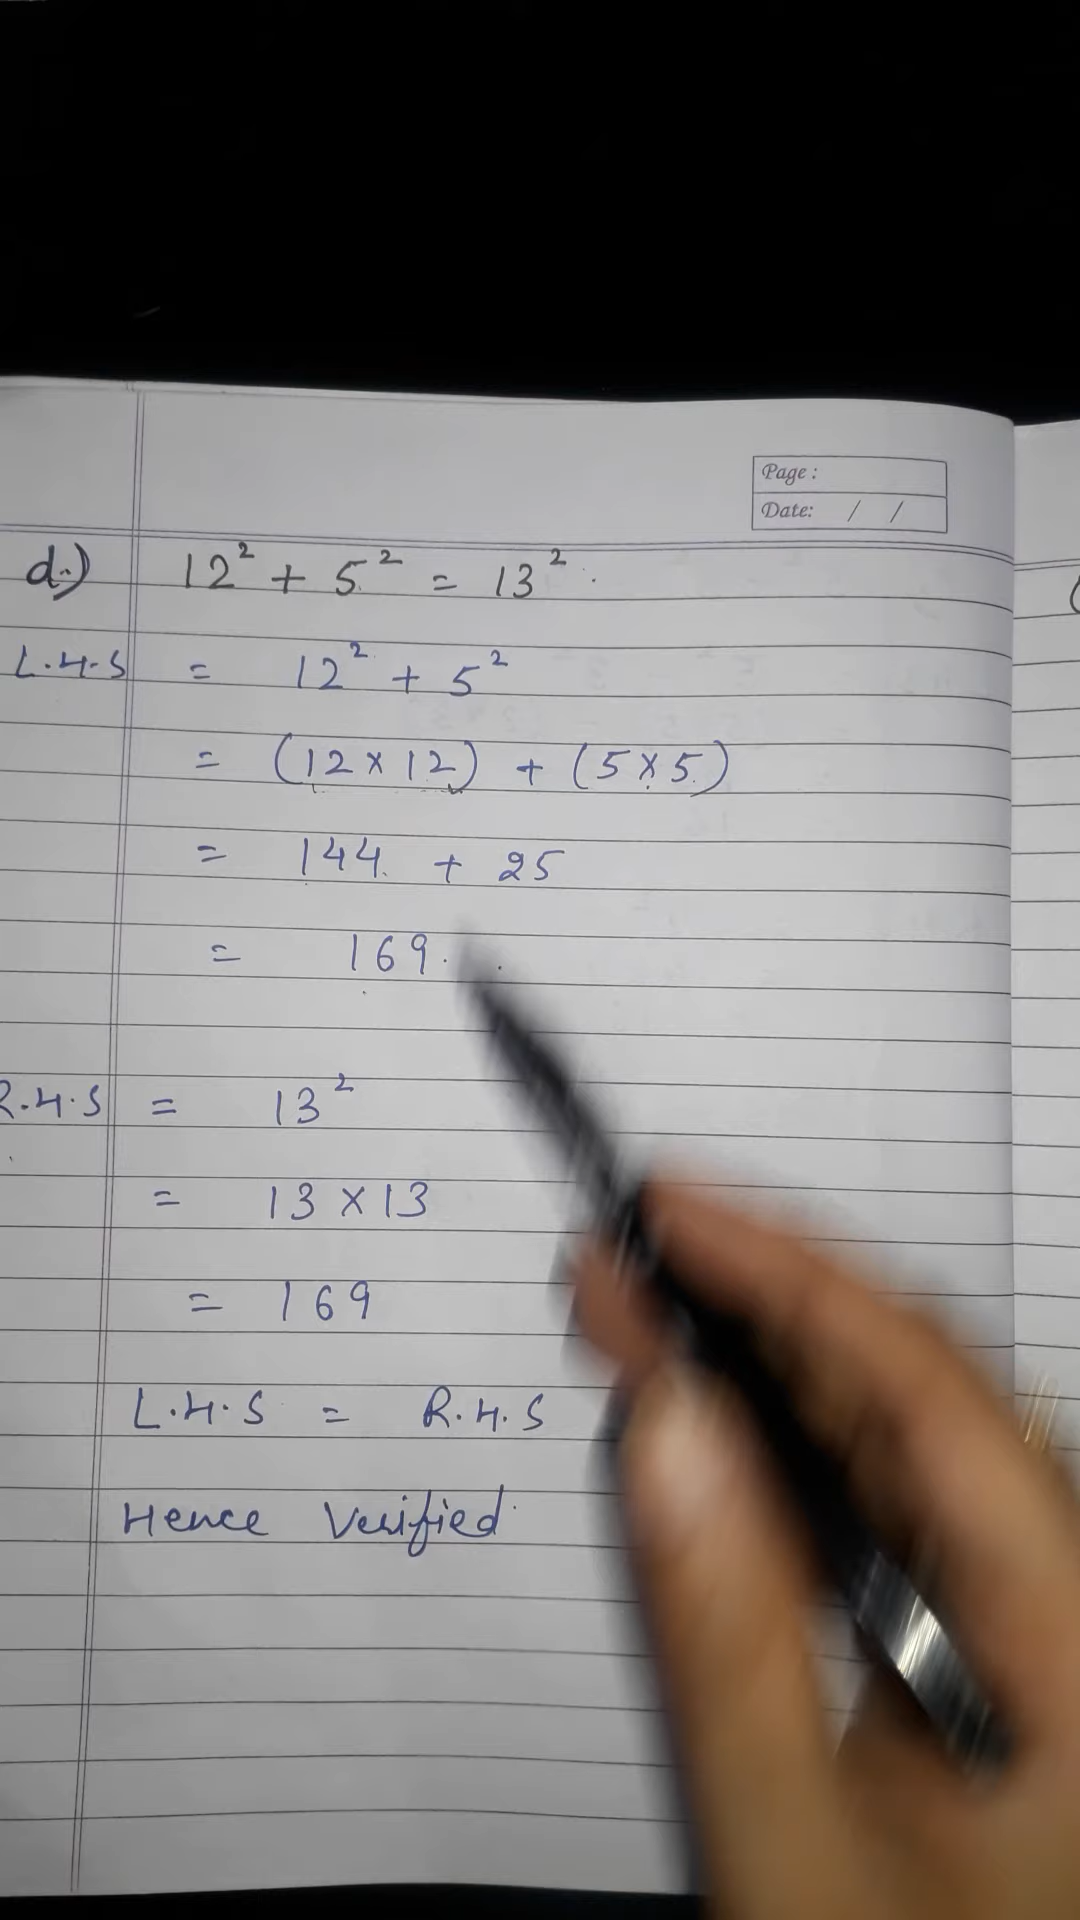 Page :
Date: / /
d.) 12² + 5² = 13².
L.H.S = 12² + 5²
= (12 × 12) + (5 × 5)
= 144 + 25
= 169.
R.H.S = 13²
= 13 × 13
= 169
L.H.S = R.H.S
Hence Verified